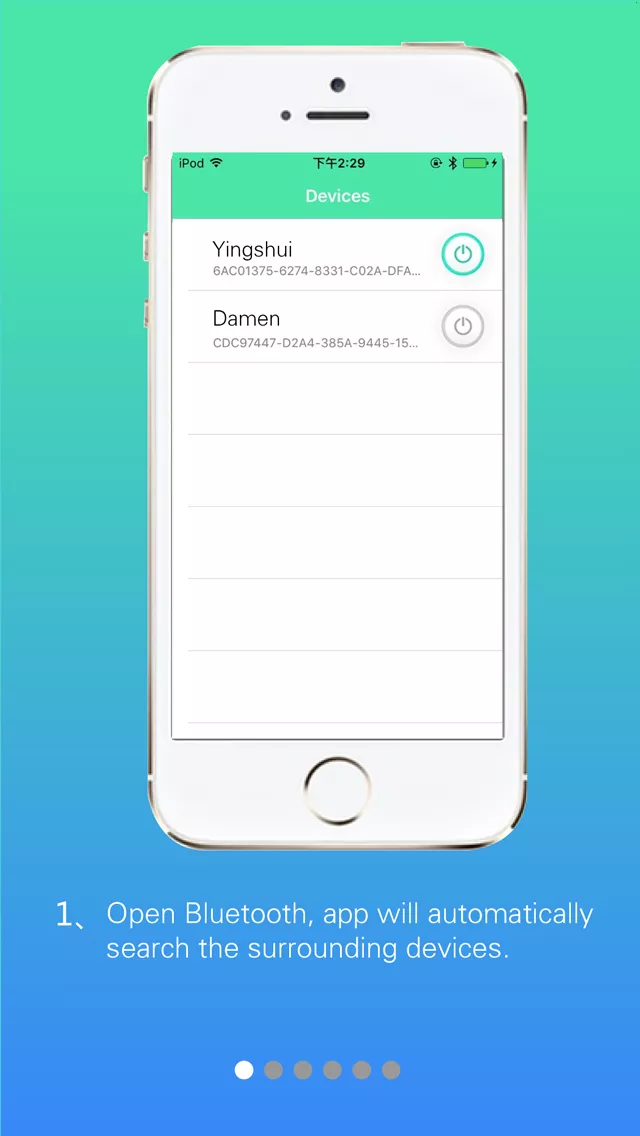 iPod 下午2:29
Devices
Yingshui
6AC01375-6274-8331-C02A-DFA...
Damen
CDC97447-D2A4-385A-9445-15...
1、Open Bluetooth, app will automatically
search the surrounding devices.